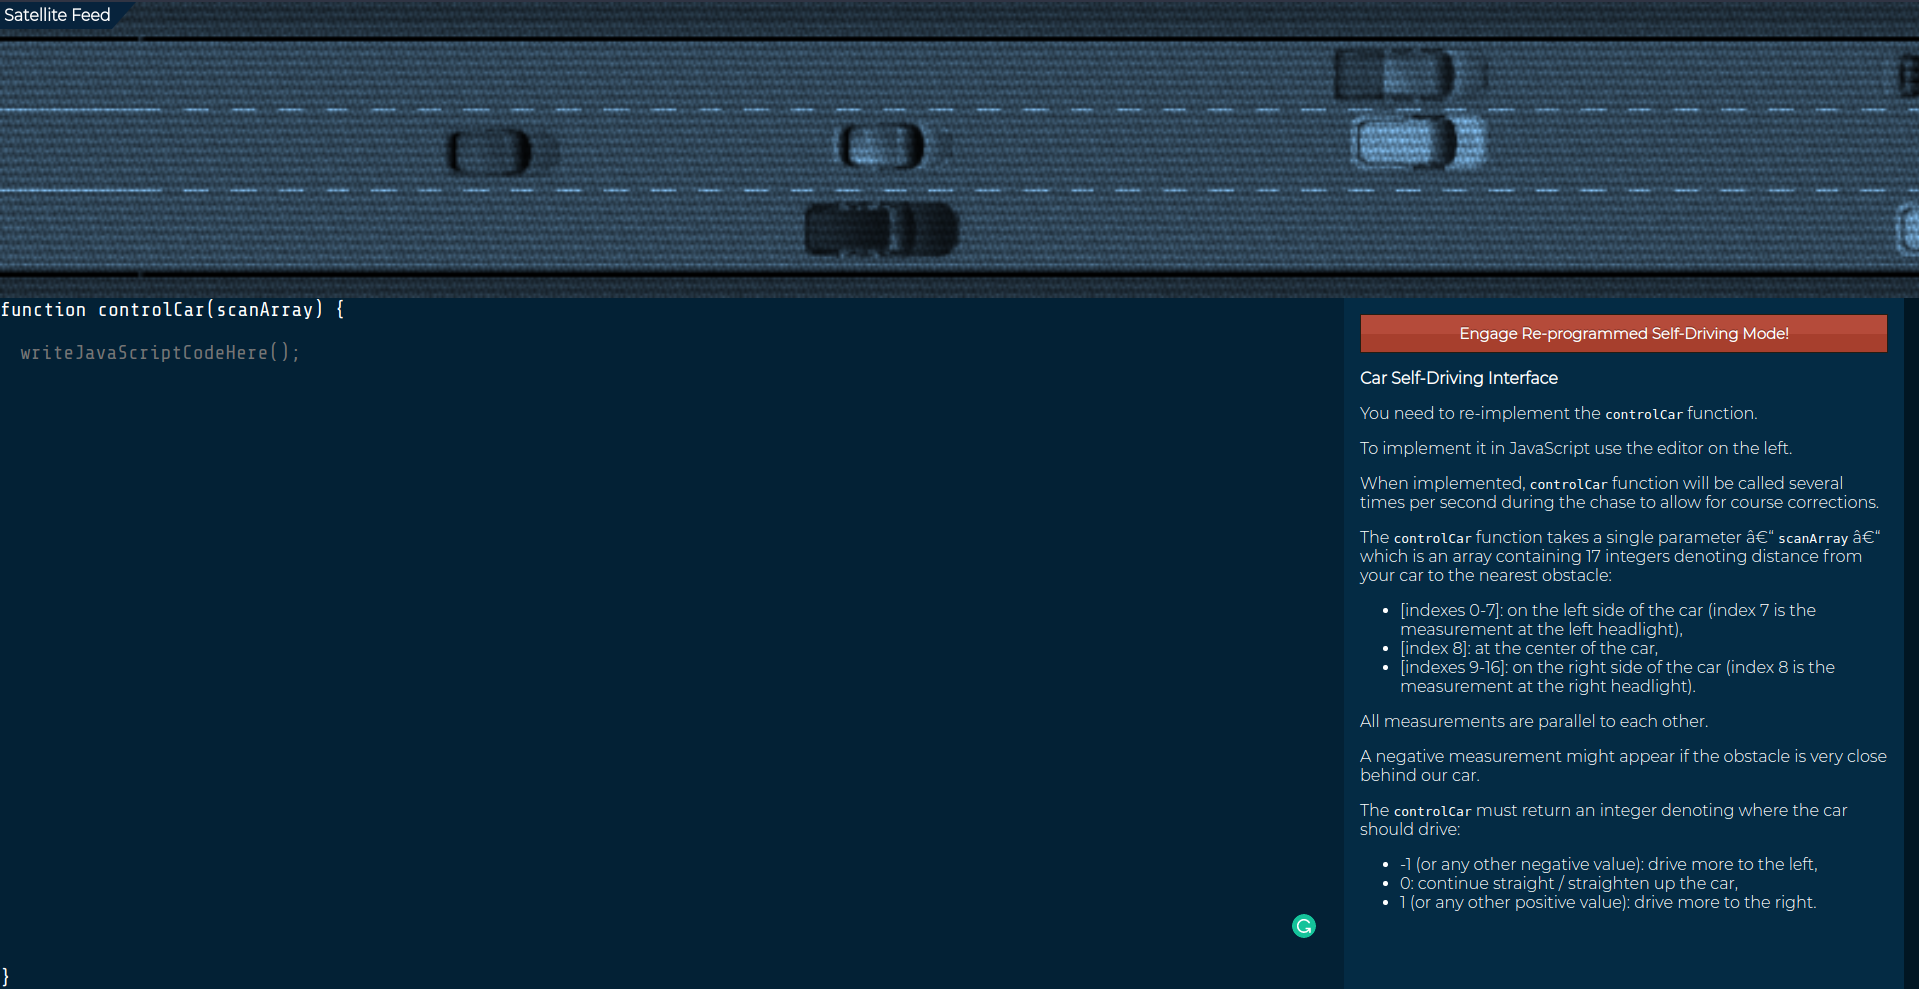 Satellite Feed
function controlCar(scanArray) {
writeJavaScriptCodeHere();
}
Engage Re-programmed Self-Driving Mode!
Car Self-Driving Interface
You need to re-implement the controlCar function.
To implement it in JavaScript use the editor on the left.
When implemented, controlCar function will be called several
times per second during the chase to allow for course corrections.
The controlCar function takes a single parameter â€“ scanArray â€“
which is an array containing 17 integers denoting distance from
your car to the nearest obstacle:
[indexes 0-7]: on the left side of the car (index 7 is the
measurement at the left headlight),
[index 8]: at the center of the car,
[indexes 9-16]: on the right side of the car (index 8 is the
measurement at the right headlight).
All measurements are parallel to each other.
A negative measurement might appear if the obstacle is very close
behind our car.
The controlCar must return an integer denoting where the car
should drive:
-1 (or any other negative value): drive more to the left,
0: continue straight / straighten up the car,
1 (or any other positive value): drive more to the right.